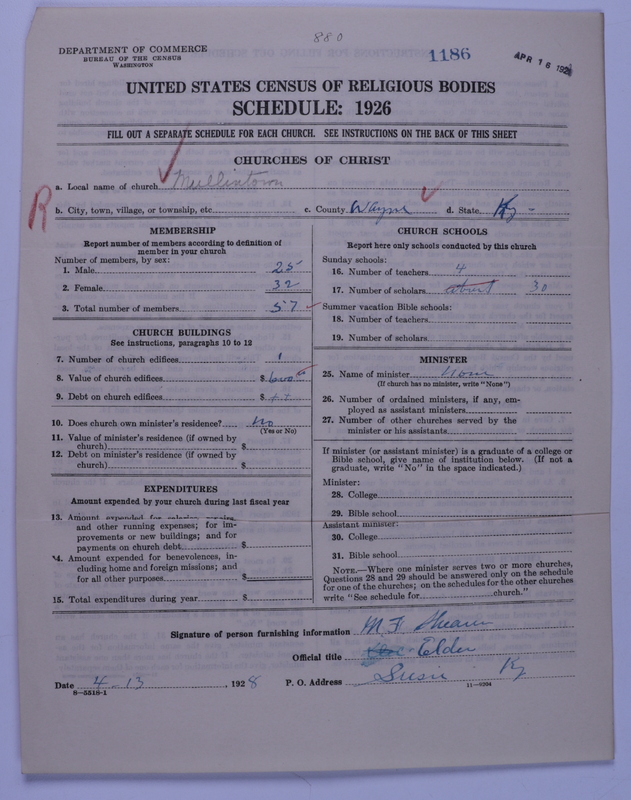 880
DEPARTMENT OF COMMERCE
BUREAU OF THE CENSUS
WASHINGTON
1186
APR 16 1928
UNITED STATES CENSUS OF RELIGIOUS BODIES
SCHEDULE: 1926
FILL OUT A SEPARATE SCHEDULE FOR EACH CHURCH. SEE INSTRUCTIONS ON THE BACK OF THIS SHEET
CHURCHES OF CHRIST
a. Local name of church Mullintown
R b. City, town, village, or township, etc. c. County Wayne d. State Ky-
MEMBERSHIP
Report number of members according to definition of member in your church
Number of members, by sex:
1. Male 25
2. Female 32
3. Total number of members 57
CHURCH BUILDINGS
See instructions, paragraphs 10 to 12
7. Number of church edifices 1
8. Value of church edifices $600
9. Debt on church edifices $
10. Does church own minister's residence? No
(Yes or No)
11. Value of minister's residence (if owned by
church) $
12. Debt on minister's residence (if owned by
church) $
EXPENDITURES
Amount expended by your church during last fiscal year
13. Amount expended for salaries, repairs,
and other running expenses; for im-
provements or new buildings; and for
payments on church debt $
14. Amount expended for benevolences, in-
cluding home and foreign missions; and
for all other purposes $
15. Total expenditures during year $
CHURCH SCHOOLS
Report here only schools conducted by this church
Sunday schools:
16. Number of teachers 4
17. Number of scholars about 30
Summer vacation Bible schools:
18. Number of teachers
19. Number of scholars
MINISTER
25. Name of minister None
(If church has no minister, write "None")
26. Number of ordained ministers, if any, em-
ployed as assistant ministers
27. Number of other churches served by the
minister or his assistants
If minister (or assistant minister) is a graduate of a college or
Bible school, give name of institution below. (If not a
graduate, write "No" in the space indicated.)
Minister:
28. College
29. Bible school
Assistant minister:
30. College
31. Bible school
NOTE.—Where one minister serves two or more churches,
Questions 28 and 29 should be answered only on the schedule
for one of the churches; on the schedules for the other churches
write "See schedule for church."
Signature of person furnishing information M F Shearer
Official title Elder
Date 4-13, 1928 P. O. Address Susie Ky
8-5518-1
11-9394